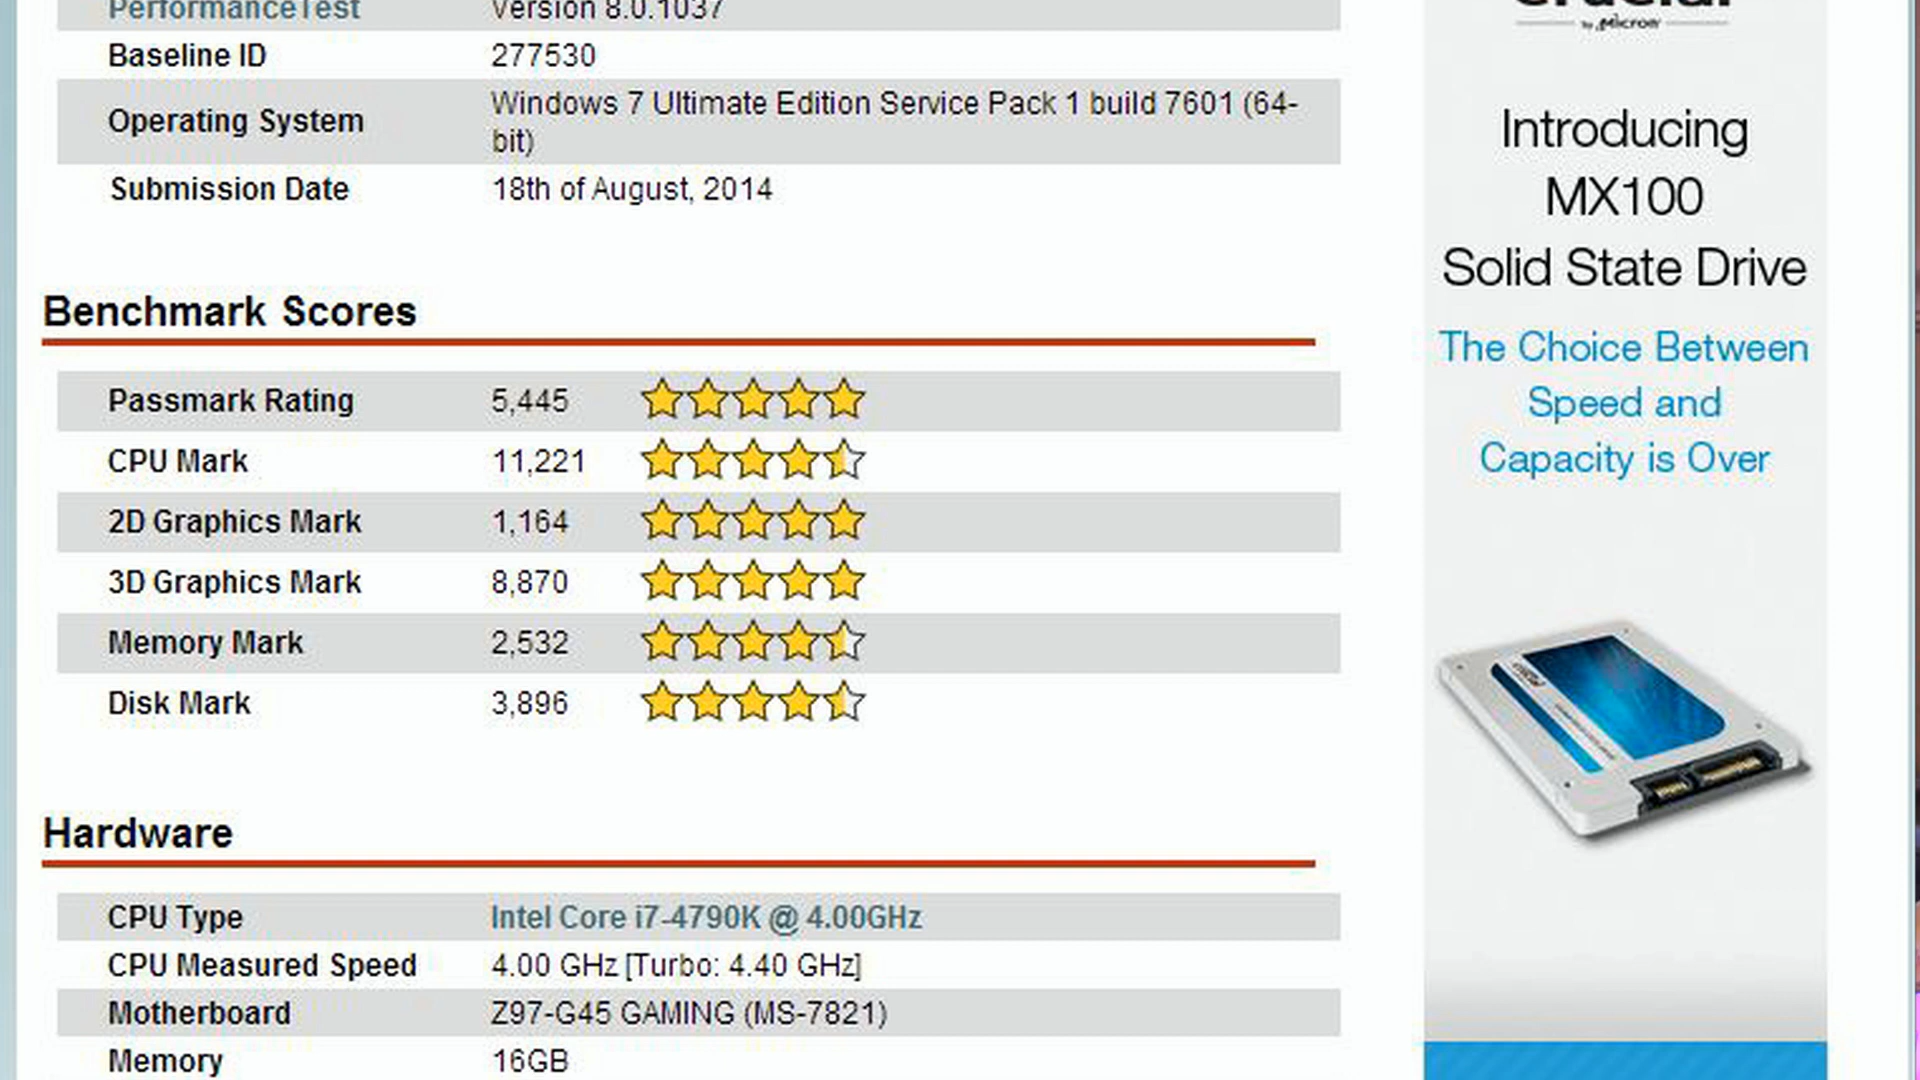 PerformanceTest Version 8.0.1037
Baseline ID 277530
Operating System Windows 7 Ultimate Edition Service Pack 1 build 7601 (64-
bit)
Submission Date 18th of August, 2014
Benchmark Scores
Passmark Rating 5,445
CPU Mark 11,221
2D Graphics Mark 1,164
3D Graphics Mark 8,870
Memory Mark 2,532
Disk Mark 3,896
Hardware
CPU Type Intel Core i7-4790K @ 4.00GHz
CPU Measured Speed 4.00 GHz [Turbo: 4.40 GHz]
Motherboard Z97-G45 GAMING (MS-7821)
Memory 16GB
crucial
by Micron
Introducing
MX100
Solid State Drive
The Choice Between
Speed and
Capacity is Over